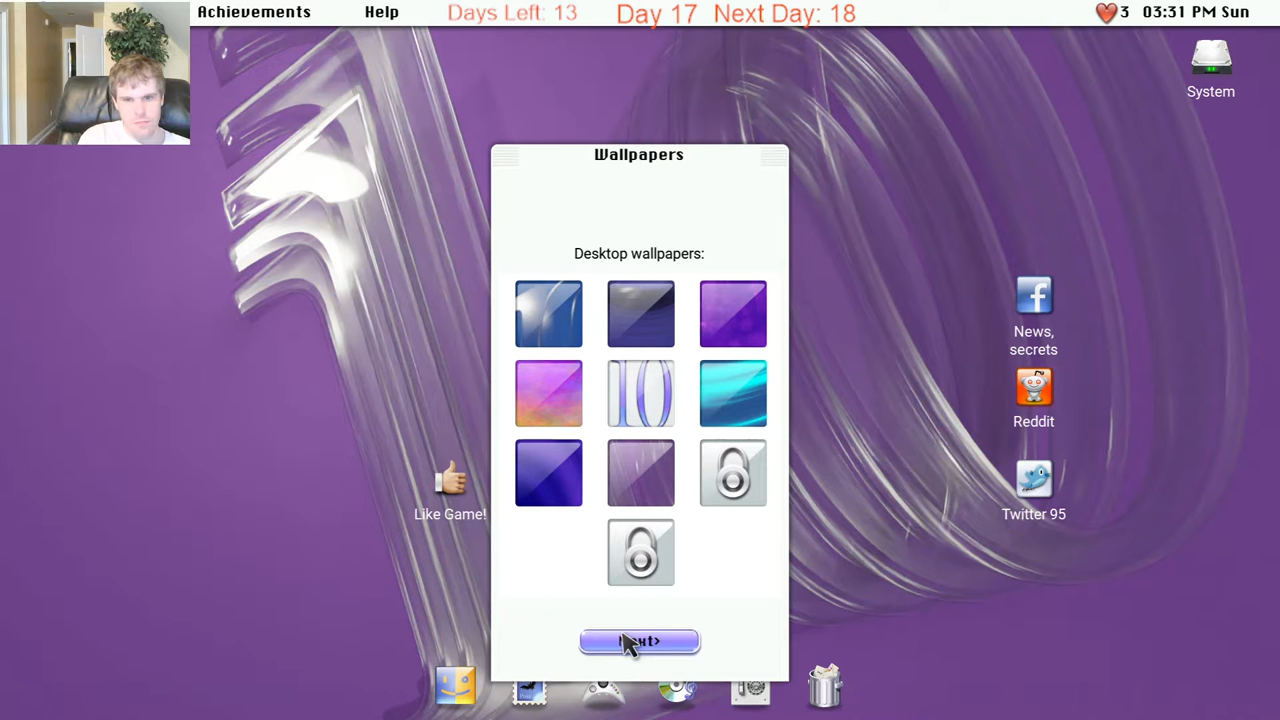 Achievements Help Days Left: 13 Day 17 Next Day: 18 3 03:31 PM Sun
System
Wallpapers
Desktop wallpapers:
10
News,
secrets
Reddit
Like Game!
Twitter 95